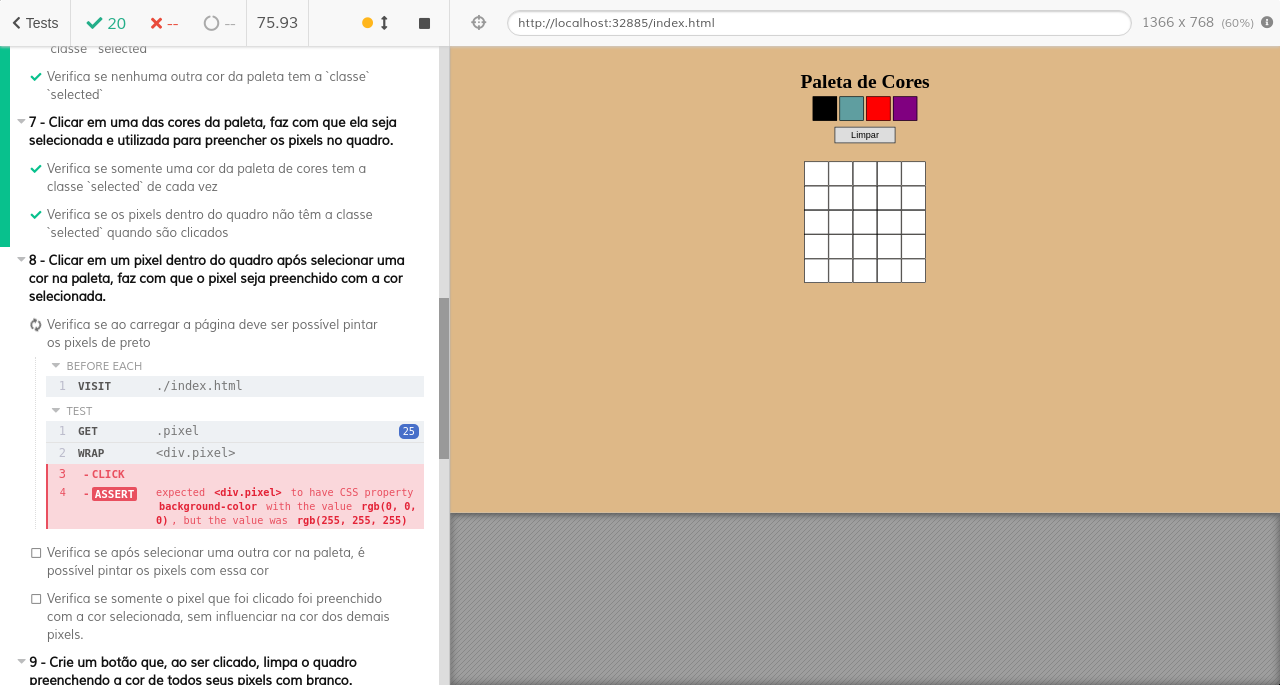 Tests
20
--
--
75.93
http://localhost:32885/index.html
1366 x 768 (60%)
`classe` `selected`
Verifica se nenhuma outra cor da paleta tem a `classe`
`selected`
7 - Clicar em uma das cores da paleta, faz com que ela seja
selecionada e utilizada para preencher os pixels no quadro.
Verifica se somente uma cor da paleta de cores tem a
classe `selected` de cada vez
Verifica se os pixels dentro do quadro não têm a classe
`selected` quando são clicados
8 - Clicar em um pixel dentro do quadro após selecionar uma
cor na paleta, faz com que o pixel seja preenchido com a cor
selecionada.
Verifica se ao carregar a página deve ser possível pintar
os pixels de preto
BEFORE EACH
1 VISIT ./index.html
TEST
1 GET .pixel 25
2 WRAP <div.pixel>
3 -CLICK
4 -ASSERT expected <div.pixel> to have CSS property
background-color with the value rgb(0, 0,
0), but the value was rgb(255, 255, 255)
Verifica se após selecionar uma outra cor na paleta, é
possível pintar os pixels com essa cor
Verifica se somente o pixel que foi clicado foi preenchido
com a cor selecionada, sem influenciar na cor dos demais
pixels.
9 - Crie um botão que, ao ser clicado, limpa o quadro
preenchendo a cor de todos seus pixels com branco.
Paleta de Cores
Limpar